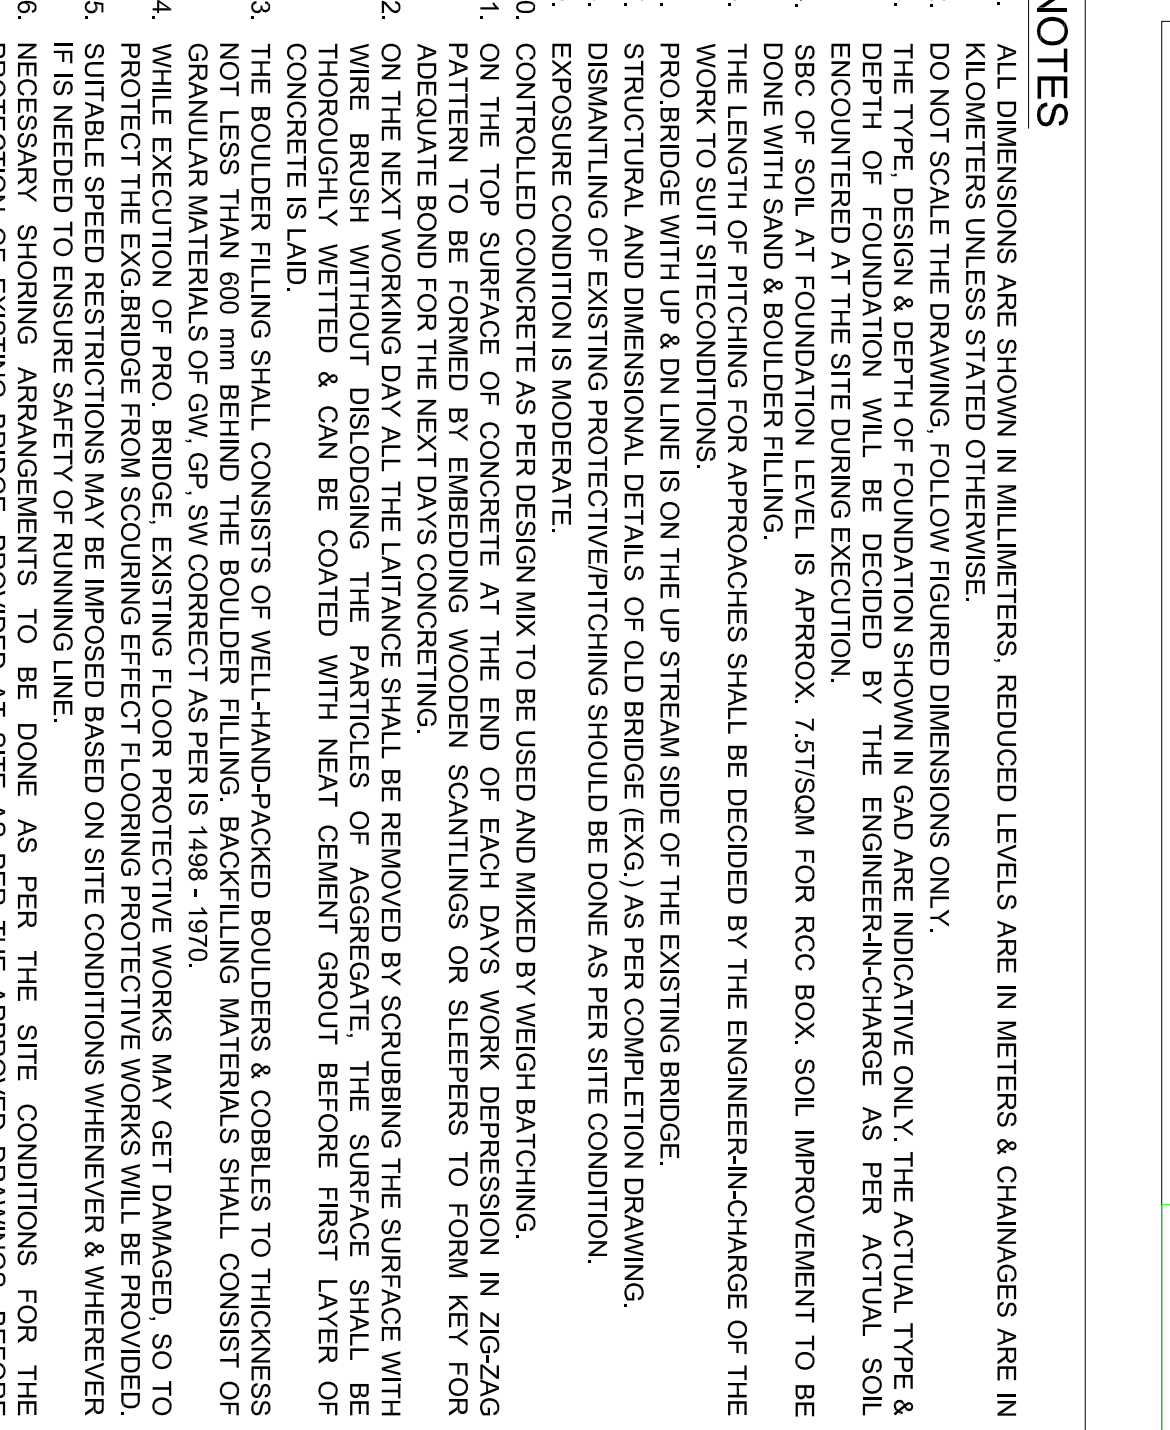 NOTES
. ALL DIMENSIONS ARE SHOWN IN MILLIMETERS, REDUCED LEVELS ARE IN METERS & CHAINAGES ARE IN
KILOMETERS UNLESS STATED OTHERWISE.
. DO NOT SCALE THE DRAWING, FOLLOW FIGURED DIMENSIONS ONLY.
. THE TYPE, DESIGN & DEPTH OF FOUNDATION SHOWN IN GAD ARE INDICATIVE ONLY. THE ACTUAL TYPE &
DEPTH OF FOUNDATION WILL BE DECIDED BY THE ENGINEER-IN-CHARGE AS PER ACTUAL SOIL
ENCOUNTERED AT THE SITE DURING EXECUTION.
. SBC OF SOIL AT FOUNDATION LEVEL IS APRROX. 7.5T/SQM FOR RCC BOX. SOIL IMPROVEMENT TO BE
DONE WITH SAND & BOULDER FILLING.
. THE LENGTH OF PITCHING FOR APPROACHES SHALL BE DECIDED BY THE ENGINEER-IN-CHARGE OF THE
WORK TO SUIT SITECONDITIONS.
. PRO.BRIDGE WITH UP & DN LINE IS ON THE UP STREAM SIDE OF THE EXISTING BRIDGE.
. STRUCTURAL AND DIMENSIONAL DETAILS OF OLD BRIDGE (EXG.) AS PER COMPLETION DRAWING.
. DISMANTLING OF EXISTING PROTECTIVE/PITCHING SHOULD BE DONE AS PER SITE CONDITION.
. EXPOSURE CONDITION IS MODERATE.
0. CONTROLLED CONCRETE AS PER DESIGN MIX TO BE USED AND MIXED BY WEIGH BATCHING.
1. ON THE TOP SURFACE OF CONCRETE AT THE END OF EACH DAYS WORK DEPRESSION IN ZIG-ZAG
PATTERN TO BE FORMED BY EMBEDDING WOODEN SCANTLINGS OR SLEEPERS TO FORM KEY FOR
ADEQUATE BOND FOR THE NEXT DAYS CONCRETING.
2. ON THE NEXT WORKING DAY ALL THE LAITANCE SHALL BE REMOVED BY SCRUBBING THE SURFACE WITH
WIRE BRUSH WITHOUT DISLODGING THE PARTICLES OF AGGREGATE, THE SURFACE SHALL BE
THOROUGHLY WETTED & CAN BE COATED WITH NEAT CEMENT GROUT BEFORE FIRST LAYER OF
CONCRETE IS LAID.
3. THE BOULDER FILLING SHALL CONSISTS OF WELL-HAND-PACKED BOULDERS & COBBLES TO THICKNESS
NOT LESS THAN 600 mm BEHIND THE BOULDER FILLING. BACKFILLING MATERIALS SHALL CONSIST OF
GRANULAR MATERIALS OF GW, GP, SW CORRECT AS PER IS 1498 - 1970.
4. WHILE EXECUTION OF PRO. BRIDGE, EXISTING FLOOR PROTECTIVE WORKS MAY GET DAMAGED, SO TO
PROTECT THE EXG.BRIDGE FROM SCOURING EFFECT FLOORING PROTECTIVE WORKS WILL BE PROVIDED.
5. SUITABLE SPEED RESTRICTIONS MAY BE IMPOSED BASED ON SITE CONDITIONS WHENEVER & WHEREVER
IF IS NEEDED TO ENSURE SAFETY OF RUNNING LINE.
6. NECESSARY SHORING ARRANGEMENTS TO BE DONE AS PER THE SITE CONDITIONS FOR THE
PROTECTION OF EXISTING BRIDGE PROVIDED AT SITE AS PER THE APPROVED DRAWINGS BEFORE